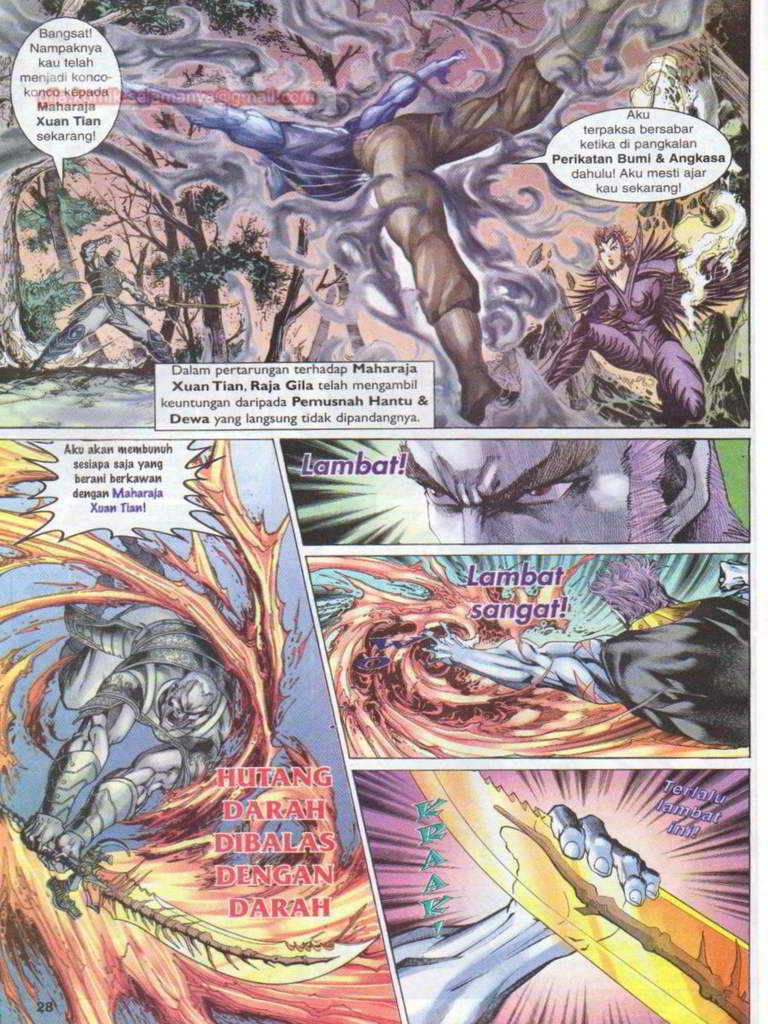 Bangsat!
Nampaknya
kau telah
menjadi konco-
konco kepada
Maharaja
Xuan Tian
sekarang!
Aku
terpaksa bersabar
ketika di pangkalan
Perikatan Bumi & Angkasa
dahulu! Aku mesti ajar
kau sekarang!
Dalam pertarungan terhadap Maharaja
Xuan Tian, Raja Gila telah mengambil
keuntungan daripada Pemusnah Hantu &
Dewa yang langsung tidak dipandangnya.
Aku akan membunuh
sesiapa saja yang
berani berkawan
dengan Maharaja
Xuan Tian!
HUTANG
DARAH
DIBALAS
DENGAN
DARAH
Lambat!
Lambat
sangat!
Terlalu
lambat
ini!
KRAAK!
28